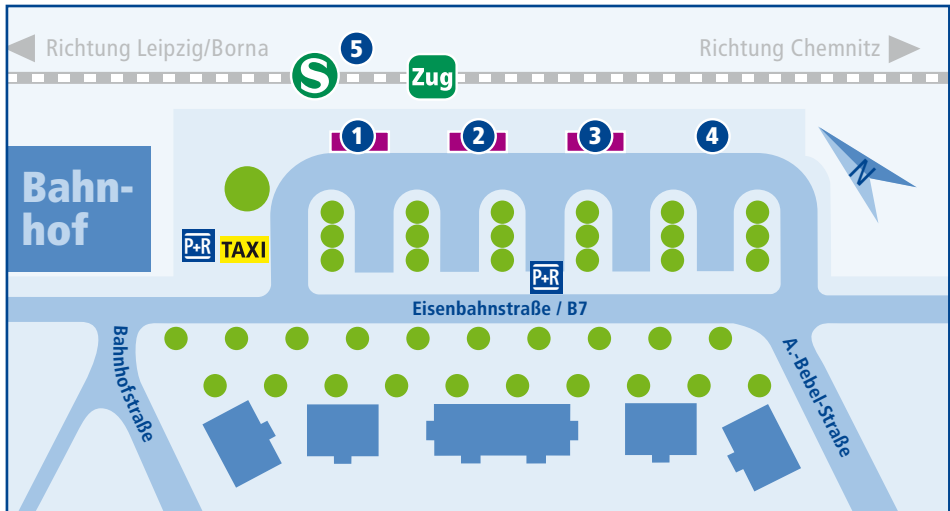 Richtung Leipzig/Borna
5
Richtung Chemnitz
S
Zug
1
2
3
4
N
Bahn-
hof
P+R
TAXI
P+R
Eisenbahnstraße / B7
Bahnhofstraße
A.-Bebel-Straße